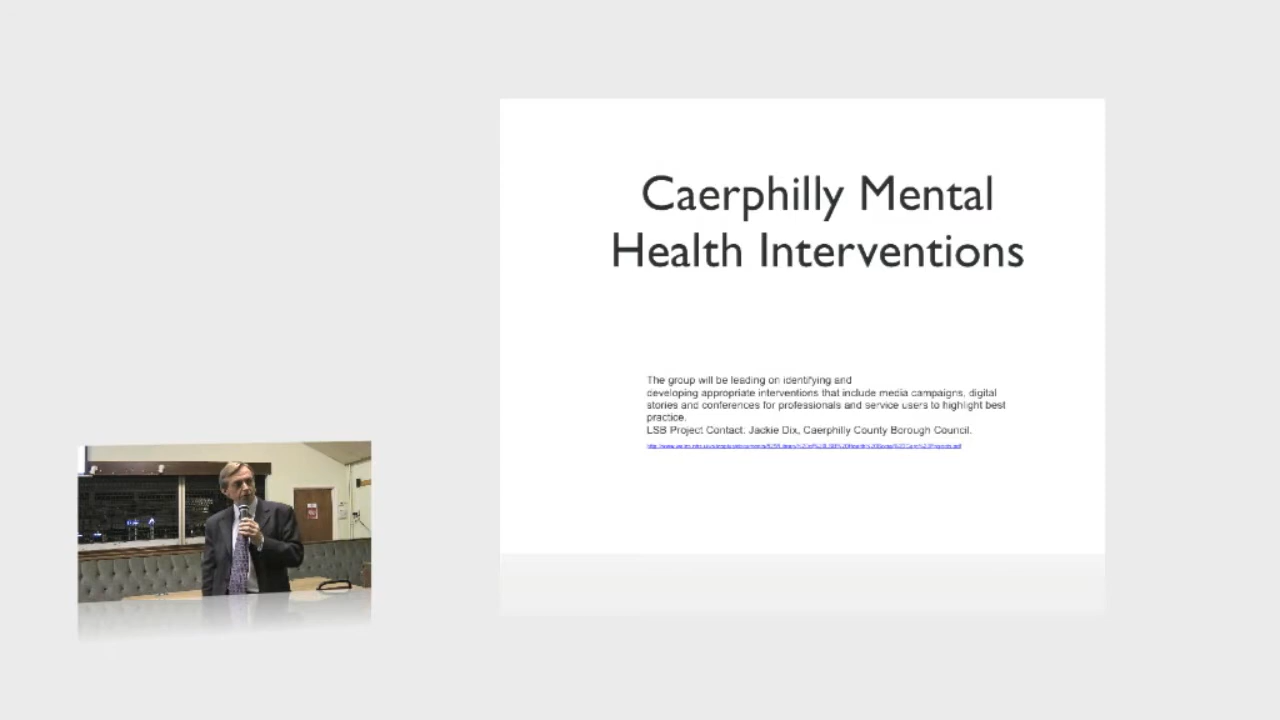 Caerphilly Mental
Health Interventions
The group will be leading on identifying and
developing appropriate interventions that include media campaigns, digital
stories and conferences for professionals and service users to highlight best
practice.
LSB Project Contact: Jackie Dix, Caerphilly County Borough Council.